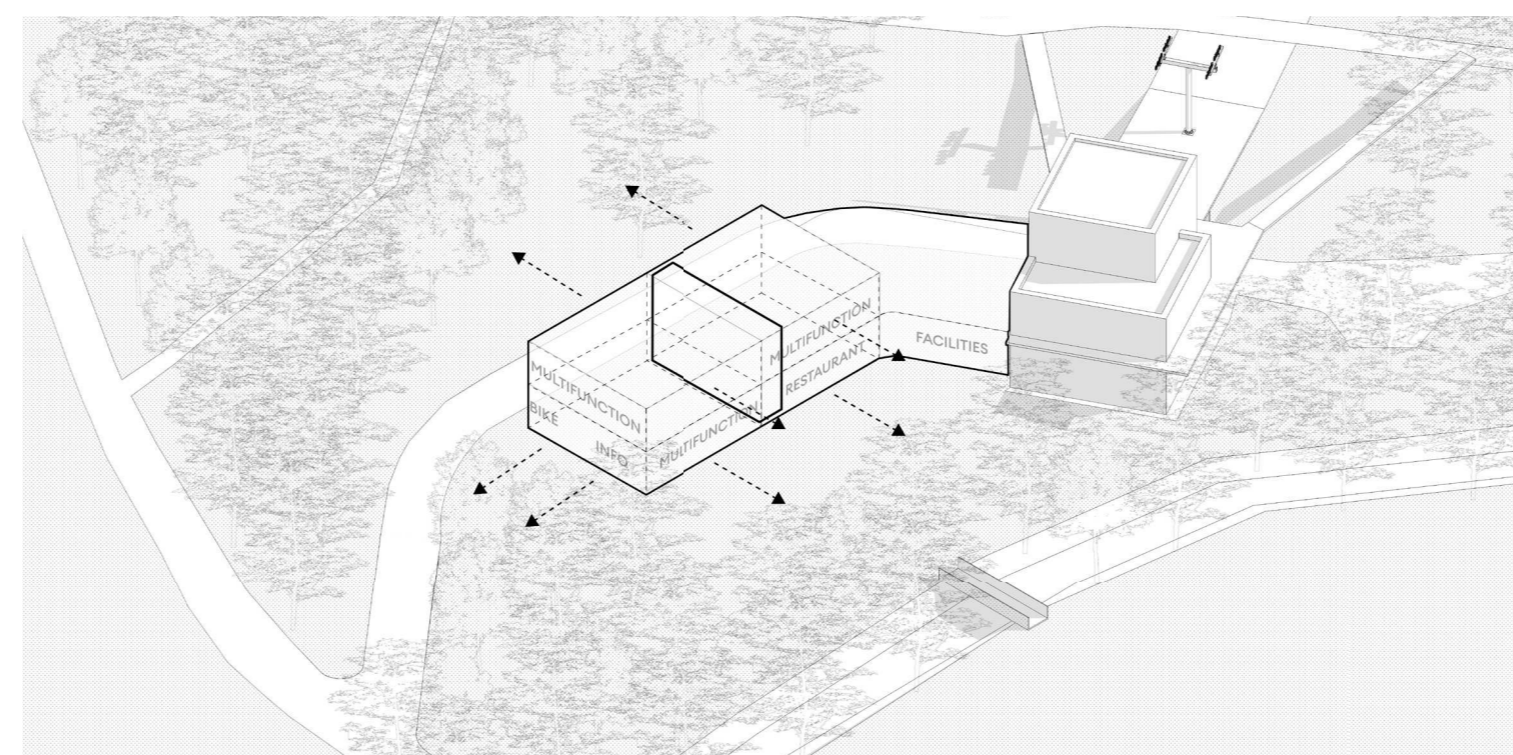 MULTIFUNCTION
BIKE
INFO
MULTIFUNCTION
MULTIFUNCTION
RESTAURANT
FACILITIES